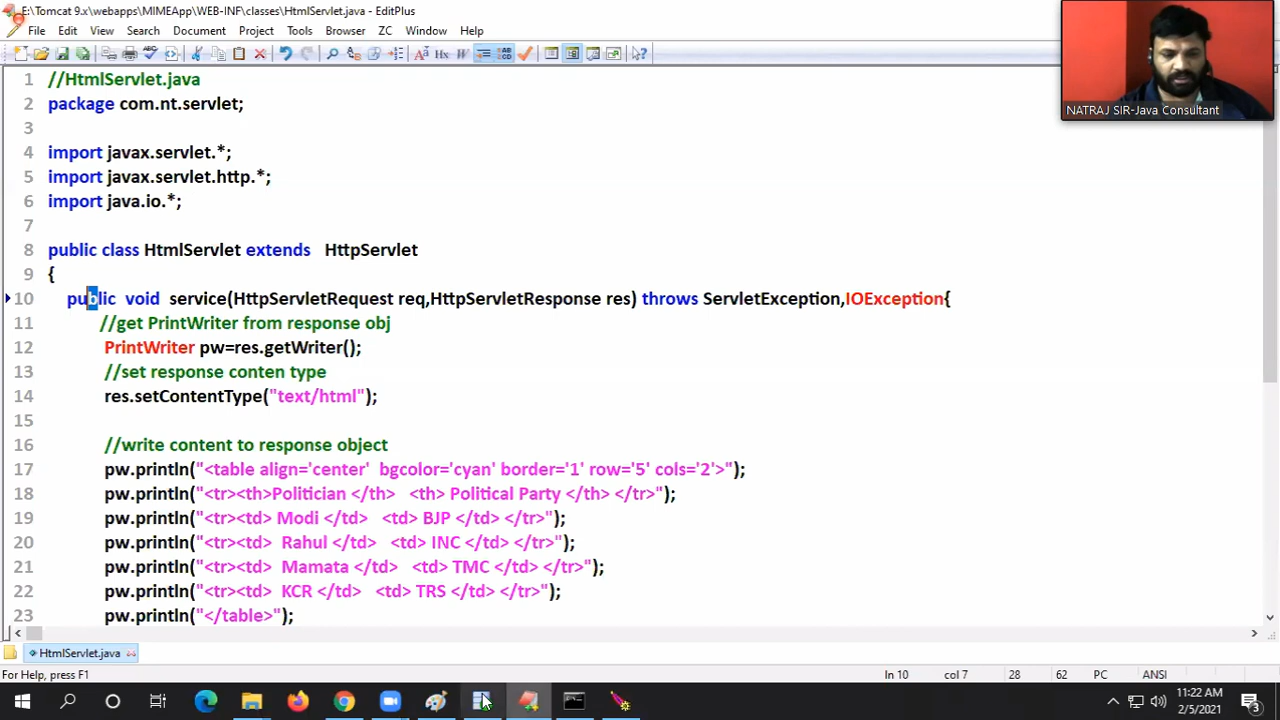 E:\Tomcat 9.x\webapps\MIMEApp\WEB-INF\classes\HtmlServlet.java - EditPlus
File Edit View Search Document Project Tools Browser ZC Window Help
NATRAJ SIR-Java Consultant
1 //HtmlServlet.java
2 package com.nt.servlet;
3
4 import javax.servlet.*;
5 import javax.servlet.http.*;
6 import java.io.*;
7
8 public class HtmlServlet extends HttpServlet
9 {
10 public void service(HttpServletRequest req,HttpServletResponse res) throws ServletException,IOException{
11 //get PrintWriter from response obj
12 PrintWriter pw=res.getWriter();
13 //set response conten type
14 res.setContentType("text/html");
15
16 //write content to response object
17 pw.println("<table align='center' bgcolor='cyan' border='1' row='5' cols='2'>");
18 pw.println("<tr><th>Politician </th> <th> Political Party </th> </tr>");
19 pw.println("<tr><td> Modi </td> <td> BJP </td> </tr>");
20 pw.println("<tr><td> Rahul </td> <td> INC </td> </tr>");
21 pw.println("<tr><td> Mamata </td> <td> TMC </td> </tr>");
22 pw.println("<tr><td> KCR </td> <td> TRS </td> </tr>");
23 pw.println("</table>");
HtmlServlet.java
For Help, press F1 ln 10 col 7 28 62 PC ANSI
11:22 AM
2/5/2021
3